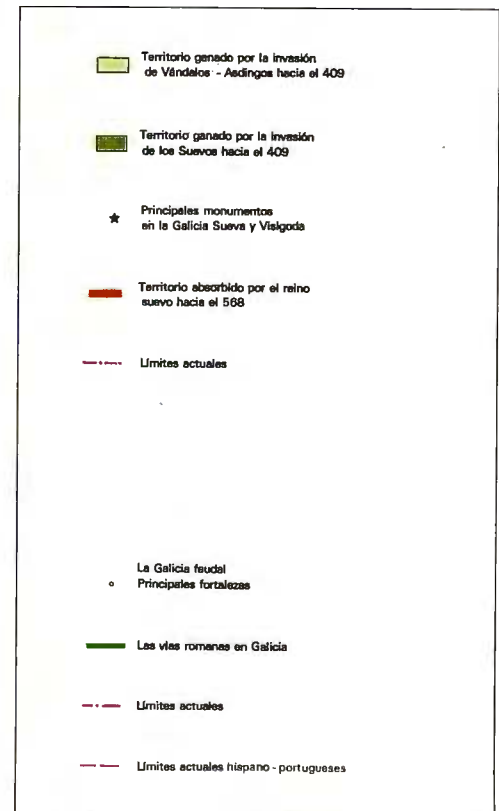 Territorio ganado por la invasión
de Vándalos - Asdingos hacia el 409
Territorio ganado por la invasión
de los Suevos hacia el 409
Principales monumentos
en la Galicia Sueva y Visigoda
Territorio absorbido por el reino
suevo hacia el 568
Límites actuales
La Galicia feudal
Principales fortalezas
Las vías romanas en Galicia
Límites actuales
Límites actuales hispano - portugueses